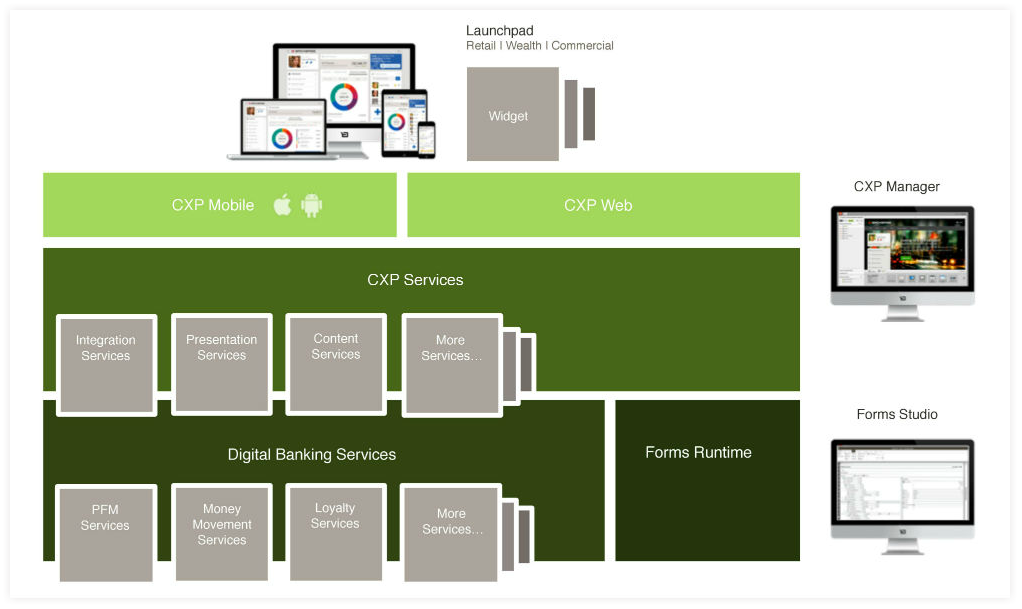 Launchpad
Retail | Wealth | Commercial
Widget
CXP Mobile
CXP Web
CXP Manager
CXP Services
Integration
Services
Presentation
Services
Content
Services
More
Services...
Forms Studio
Digital Banking Services
Forms Runtime
PFM
Services
Money
Movement
Services
Loyalty
Services
More
Services...